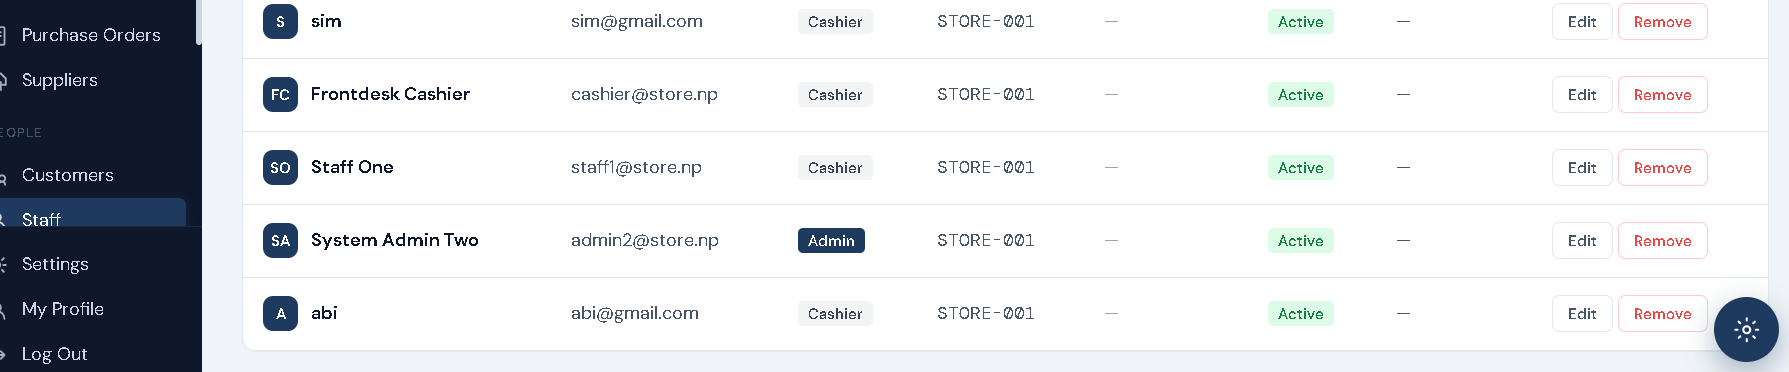 Purchase Orders
Suppliers
EOPLE
Customers
Staff
Settings
My Profile
Log Out
S sim sim@gmail.com Cashier STORE-001 — Active — Edit Remove
FC Frontdesk Cashier cashier@store.np Cashier STORE-001 — Active — Edit Remove
SO Staff One staff1@store.np Cashier STORE-001 — Active — Edit Remove
SA System Admin Two admin2@store.np Admin STORE-001 — Active — Edit Remove
A abi abi@gmail.com Cashier STORE-001 — Active — Edit Remove